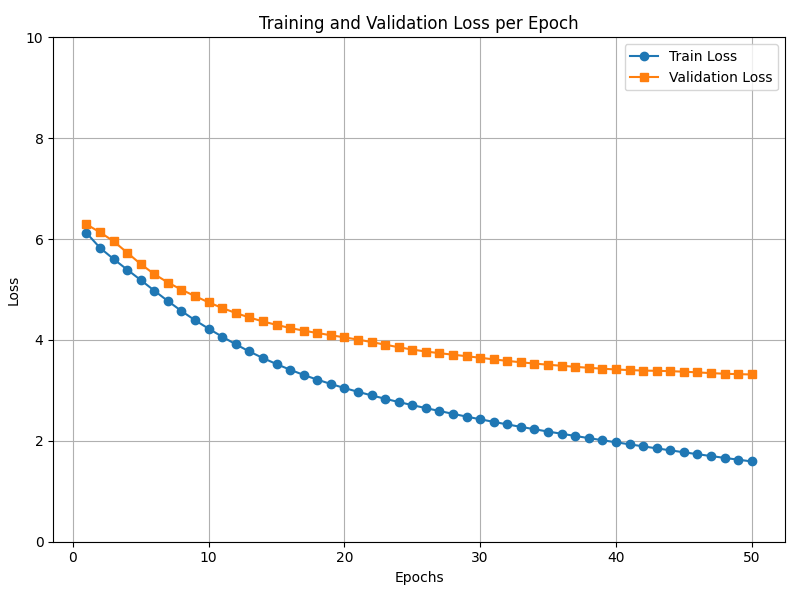 Training and Validation Loss per Epoch
Train Loss
Validation Loss
Loss
10
8
6
4
2
0
0 10 20 30 40 50
Epochs